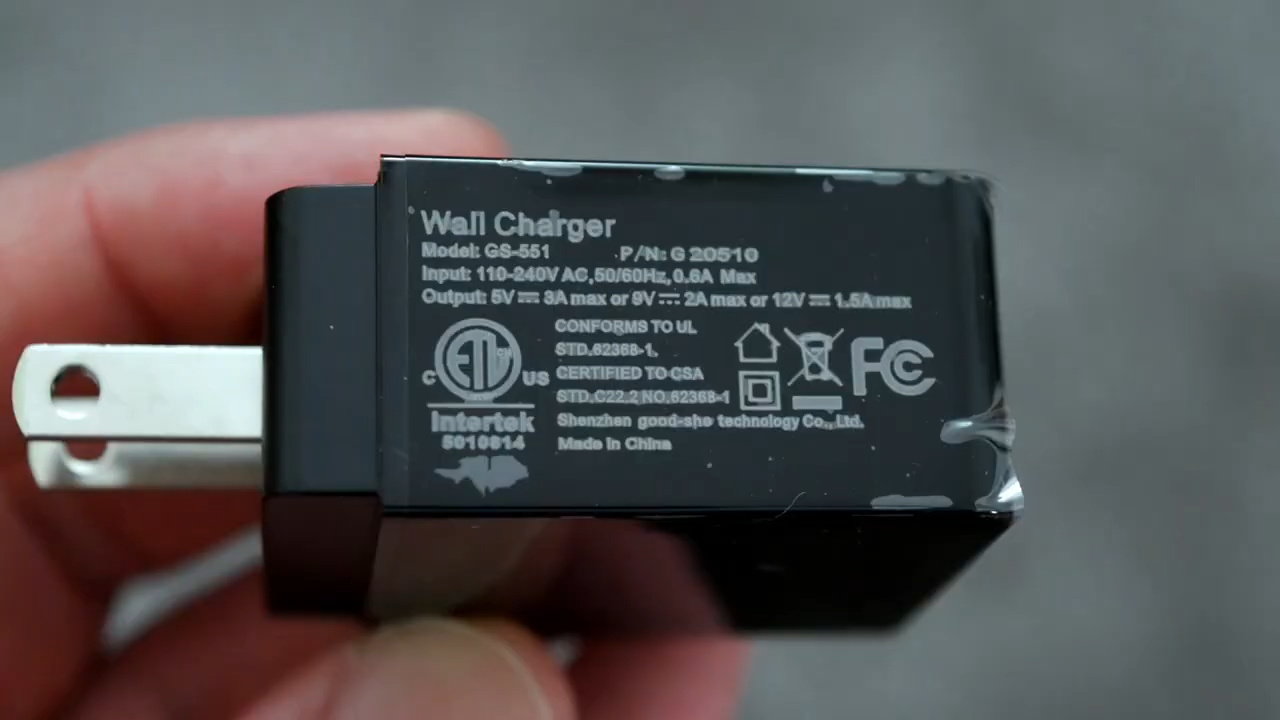 Wall Charger
Model: GS-551 P/N: G 20510
Input: 110-240V AC, 50/60Hz, 0.6A Max
Output: 5V⎓3A max or 9V⎓2A max or 12V⎓1.5A max
CONFORMS TO UL
STD.62368-1.
CERTIFIED TO CSA
STD.C22.2 NO.62368-1
C ETL US
Intertek
5010814
FC
Shenzhen good-she technology Co., Ltd.
Made in China